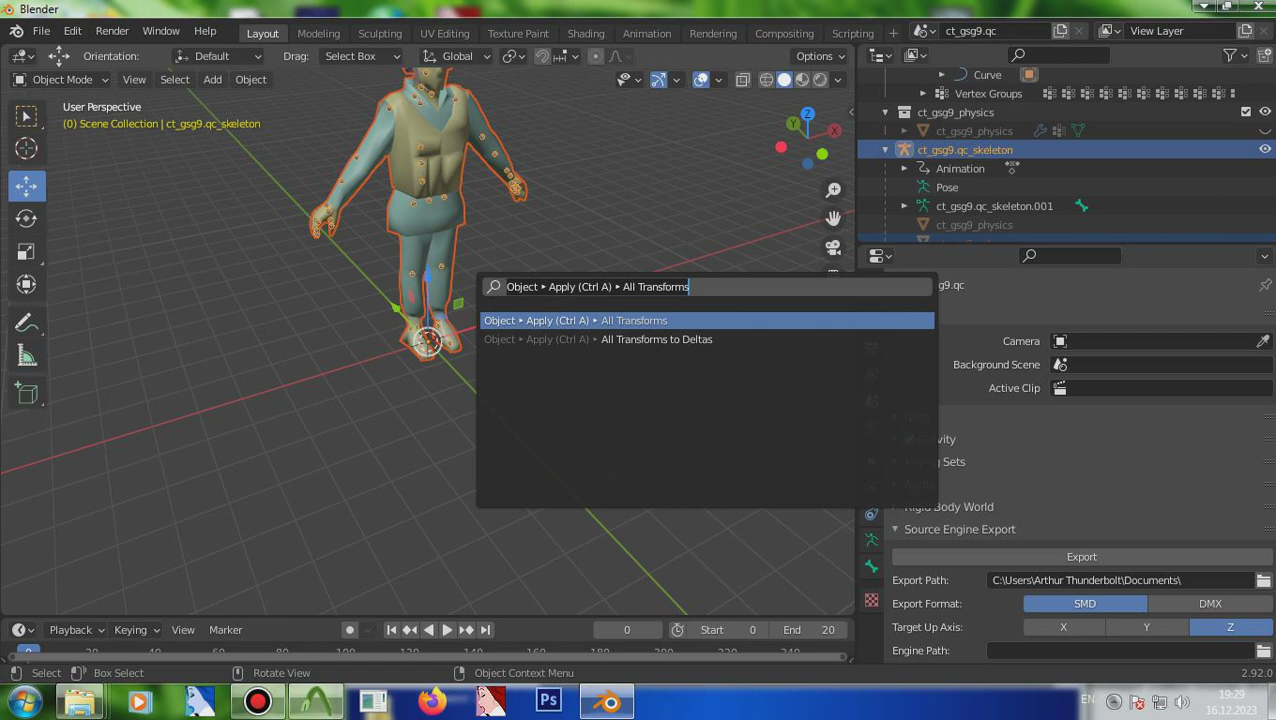 Blender
File Edit Render Window Help Layout Modeling Sculpting UV Editing Texture Paint Shading Animation Rendering Compositing Scripting ct_gsg9.qc View Layer
Orientation: Default Drag: Select Box Global Options
Object Mode View Select Add Object
User Perspective
(0) Scene Collection | ct_gsg9.qc_skeleton
Z
Y
X
Curve
Vertex Groups
ct_gsg9_physics
ct_gsg9_physics
ct_gsg9.qc_skeleton
Animation
Pose
ct_gsg9.qc_skeleton.001
ct_gsg9_physics
Object ▸ Apply (Ctrl A) ▸ All Transforms
Object ▸ Apply (Ctrl A) ▸ All Transforms
Object ▸ Apply (Ctrl A) ▸ All Transforms to Deltas
g9.qc
Camera
Background Scene
Active Clip
Gravity
Keying Sets
Rigid Body World
Source Engine Export
Export
Export Path: C:\Users\Arthur Thunderbolt\Documents\
Export Format: SMD DMX
Target Up Axis: X Y Z
Engine Path:
Playback Keying View Marker 0 Start 0 End 20
Select Box Select Rotate View Object Context Menu 2.92.0
Ps EN 19:29
16.12.2023